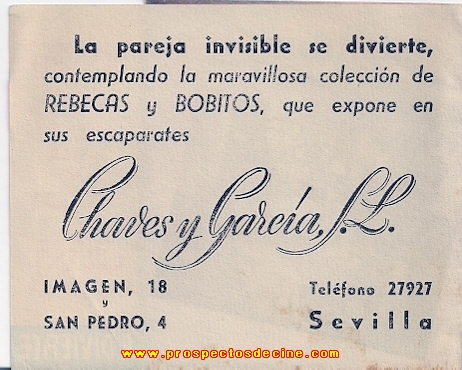 La pareja invisible se divierte,
contemplando la maravillosa colección de
REBECAS y BOBITOS, que expone en
sus escaparates
Chaves y García, S.L.
IMAGEN, 18
y
SAN PEDRO, 4
Teléfono 27927
Sevilla
www.prospectosdecine.com